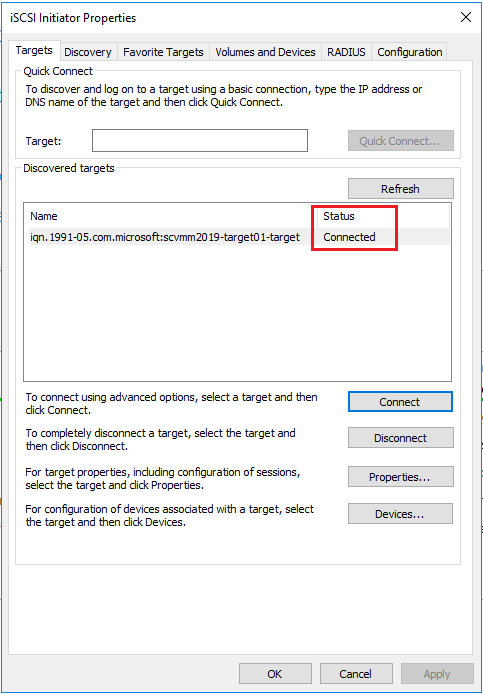 iSCSI Initiator Properties
Targets Discovery Favorite Targets Volumes and Devices RADIUS Configuration
Quick Connect
To discover and log on to a target using a basic connection, type the IP address or
DNS name of the target and then click Quick Connect.
Target: Quick Connect...
Discovered targets
Refresh
Name Status
iqn.1991-05.com.microsoft:scvmm2019-target01-target Connected
To connect using advanced options, select a target and then
click Connect.
Connect
To completely disconnect a target, select the target and
then click Disconnect.
Disconnect
For target properties, including configuration of sessions,
select the target and click Properties.
Properties...
For configuration of devices associated with a target, select
the target and then click Devices.
Devices...
OK Cancel Apply